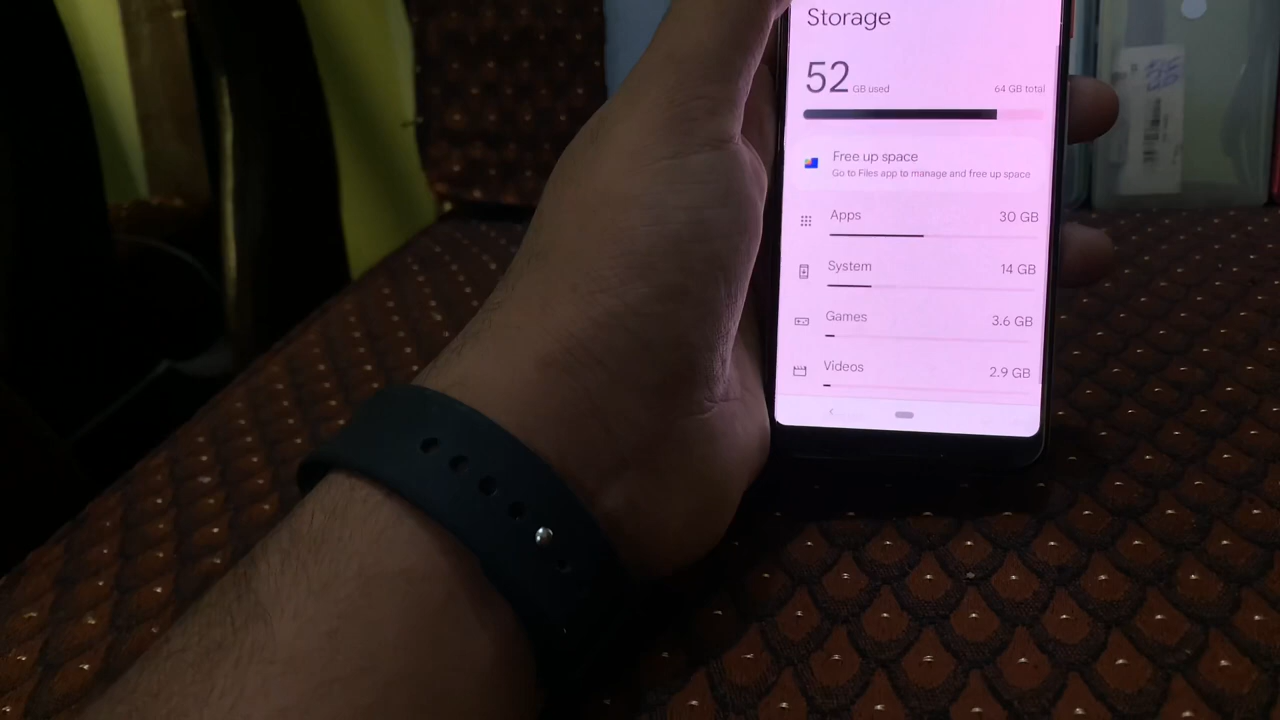 Storage
52 GB used 64 GB total
Free up space
Go to Files app to manage and free up space
Apps 30 GB
System 14 GB
Games 3.6 GB
Videos 2.9 GB